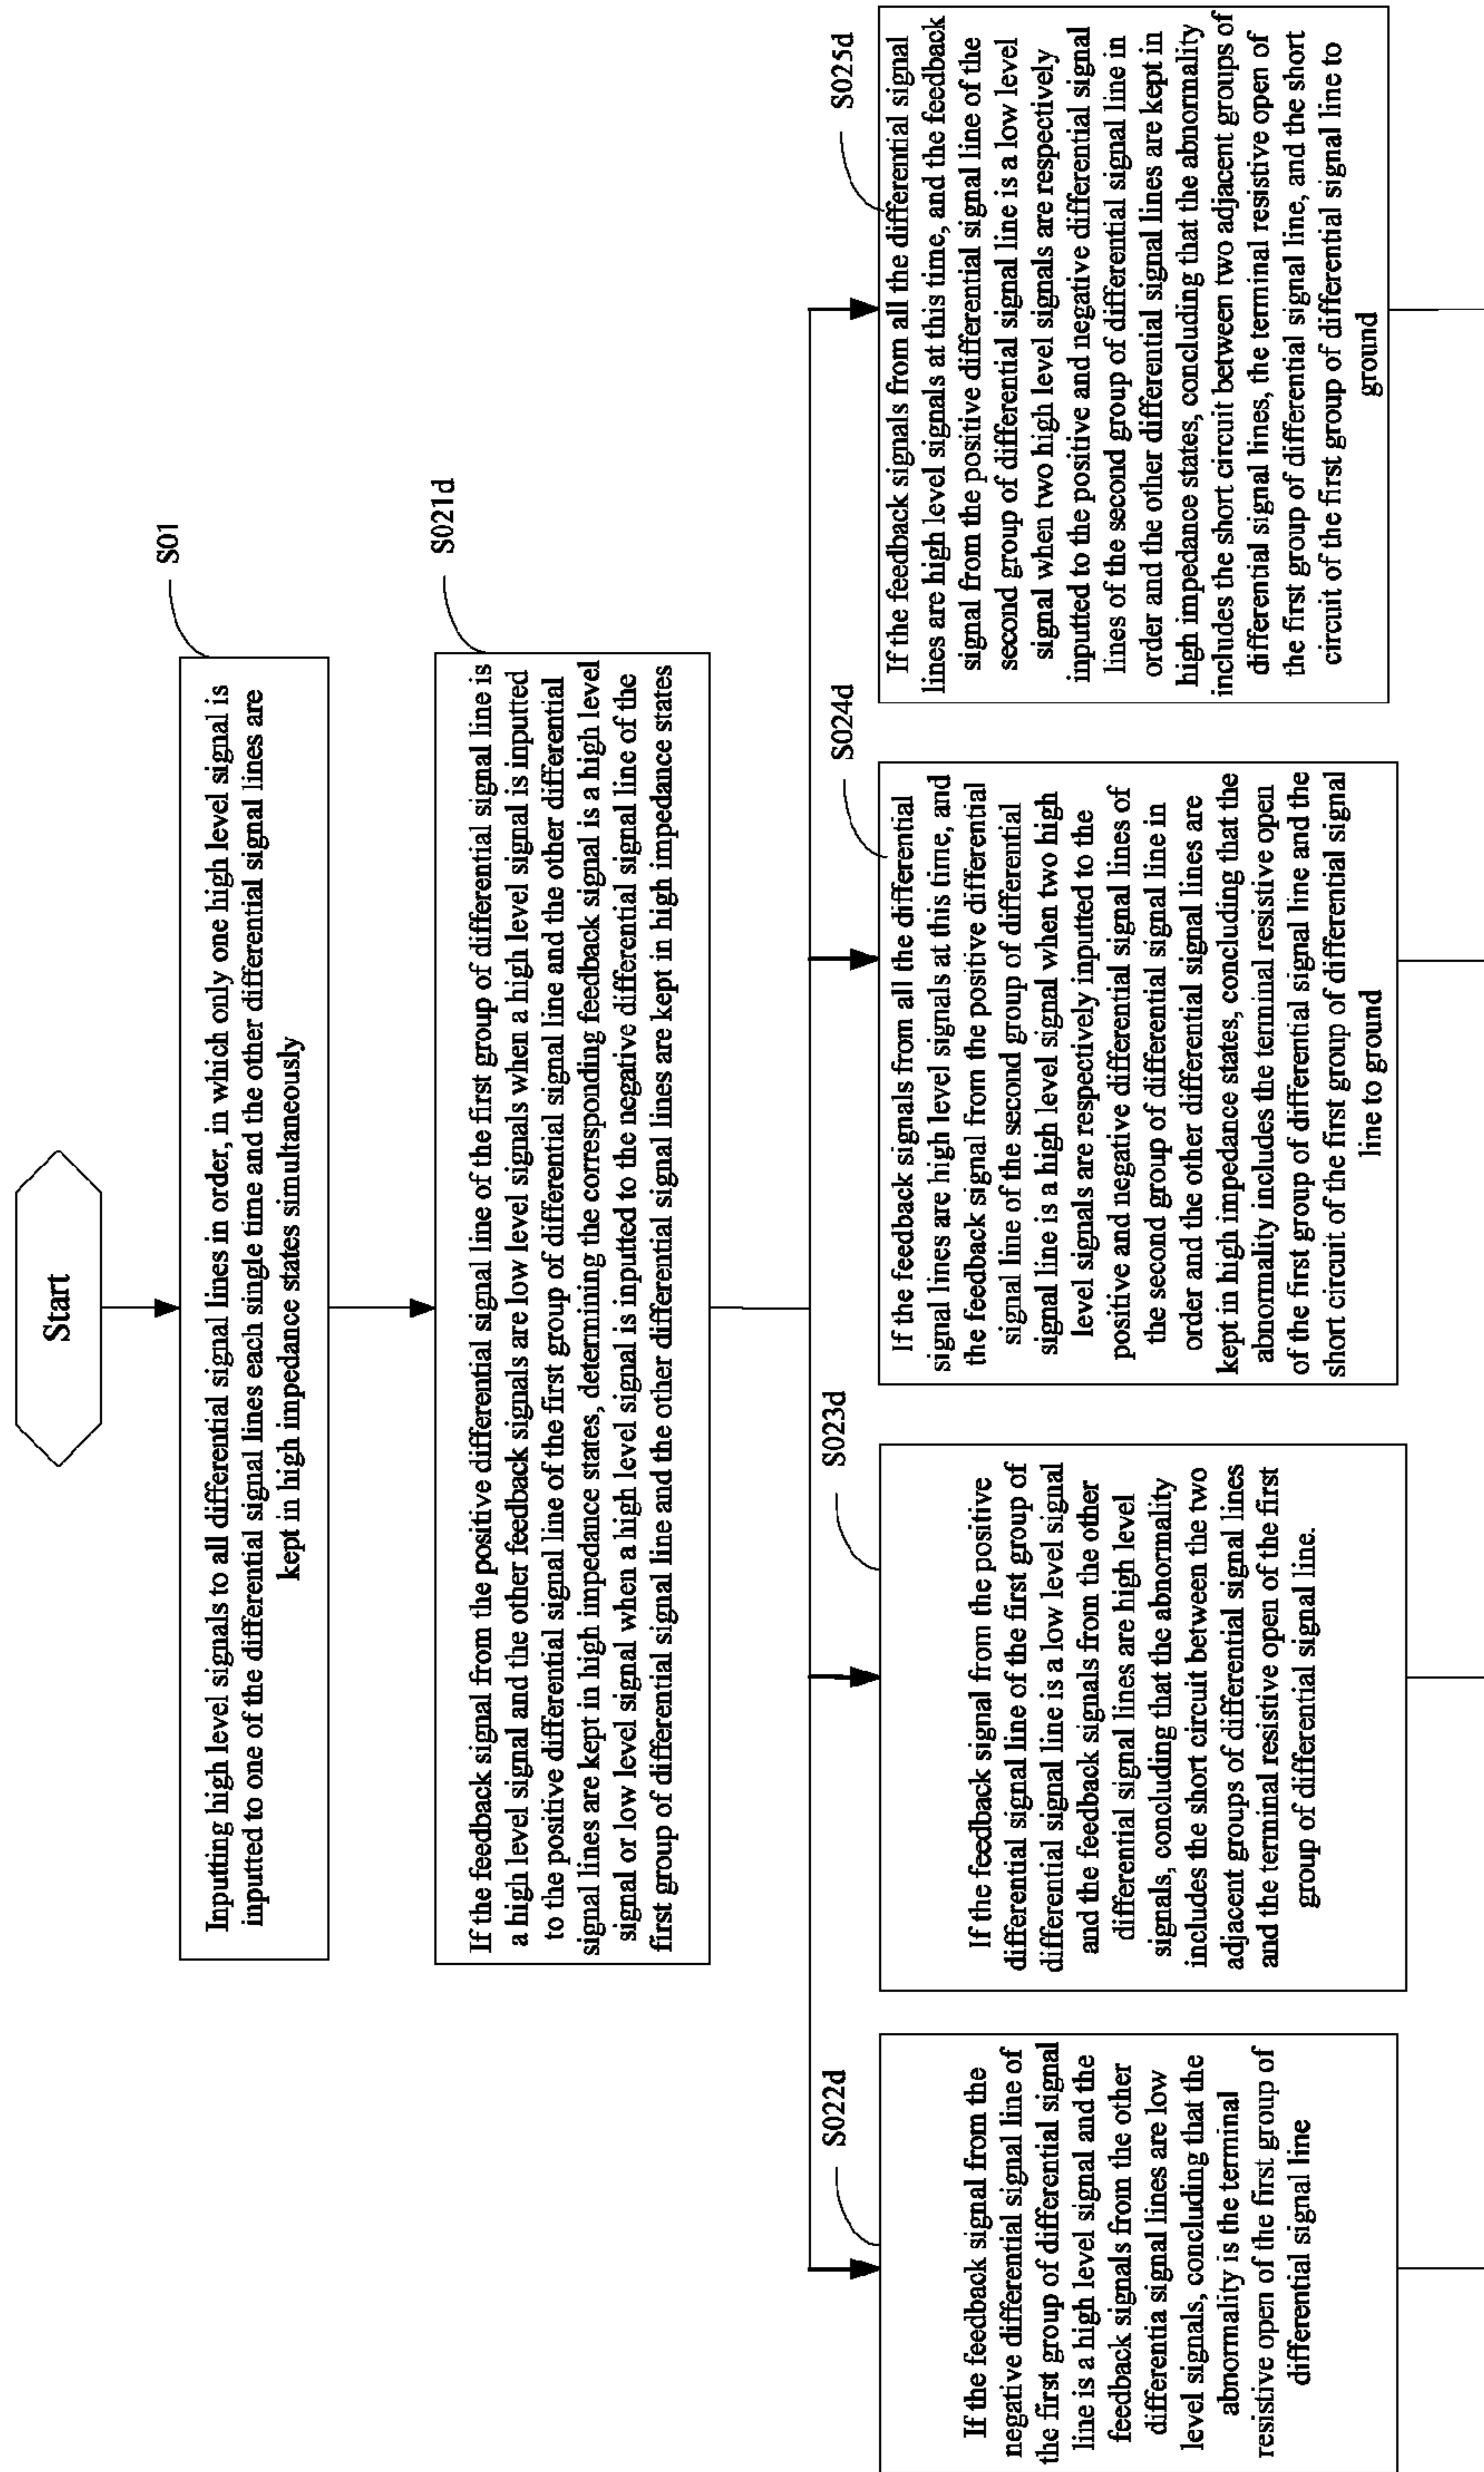 Start
S01
Inputting high level signals to all differential signal lines in order, in which only one high level signal is
inputted to one of the differential signal lines each single time and the other differential signal lines are
kept in high impedance states simultaneously
S021d
If the feedback signal from the positive differential signal line of the first group of differential signal line is
a high level signal and the other feedback signals are low level signals when a high level signal is inputted
to the positive differential signal line of the first group of differential signal line and the other differential
signal lines are kept in high impedance states, determining the corresponding feedback signal is a high level
signal or low level signal when a high level signal is inputted to the negative differential signal line of the
first group of differential signal line and the other differential signal lines are kept in high impedance states
S022d
If the feedback signal from the
negative differential signal line of
the first group of differential signal
line is a high level signal and the
feedback signals from the other
differentia signal lines are low
level signals, concluding that the
abnormality is the terminal
resistive open of the first group of
differential signal line
S023d
If the feedback signal from the positive
differential signal line of the first group of
differential signal line is a low level signal
and the feedback signals from the other
differential signal lines are high level
signals, concluding that the abnormality
includes the short circuit between the two
adjacent groups of differential signal lines
and the terminal resistive open of the first
group of differential signal line.
S024d
If the feedback signals from all the differential
signal lines are high level signals at this time, and
the feedback signal from the positive differential
signal line of the second group of differential
signal line is a high level signal when two high
level signals are respectively inputted to the
positive and negative differential signal lines of
the second group of differential signal line in
order and the other differential signal lines are
kept in high impedance states, concluding that the
abnormality includes the terminal resistive open
of the first group of differential signal line and the
short circuit of the first group of differential signal
line to ground
S025d
If the feedback signals from all the differential signal
lines are high level signals at this time, and the feedback
signal from the positive differential signal line of the
second group of differential signal line is a low level
signal when two high level signals are respectively
inputted to the positive and negative differential signal
lines of the second group of differential signal line in
order and the other differential signal lines are kept in
high impedance states, concluding that the abnormality
includes the short circuit between two adjacent groups of
differential signal lines, the terminal resistive open of
the first group of differential signal line, and the short
circuit of the first group of differential signal line to
ground